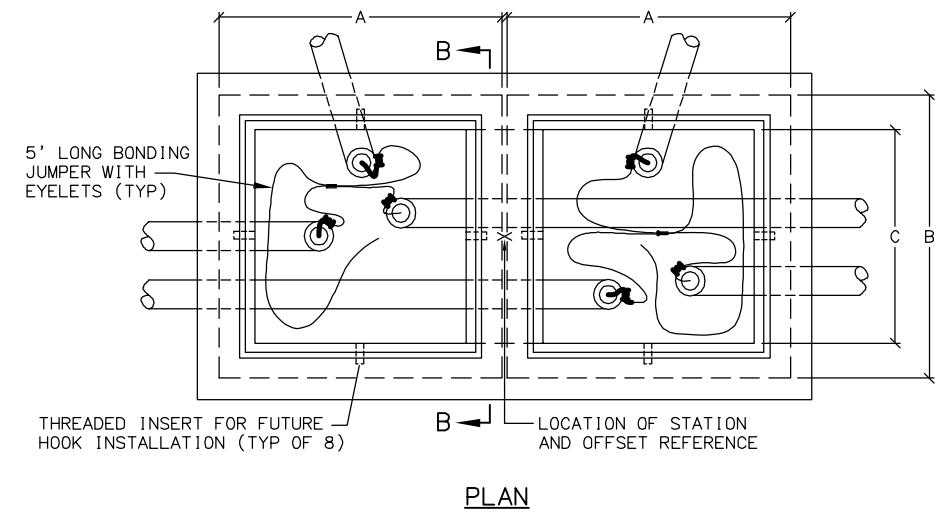 A
A
B
5' LONG BONDING
JUMPER WITH
EYELETS (TYP)
C
B
THREADED INSERT FOR FUTURE
HOOK INSTALLATION (TYP OF 8)
B
LOCATION OF STATION
AND OFFSET REFERENCE
PLAN